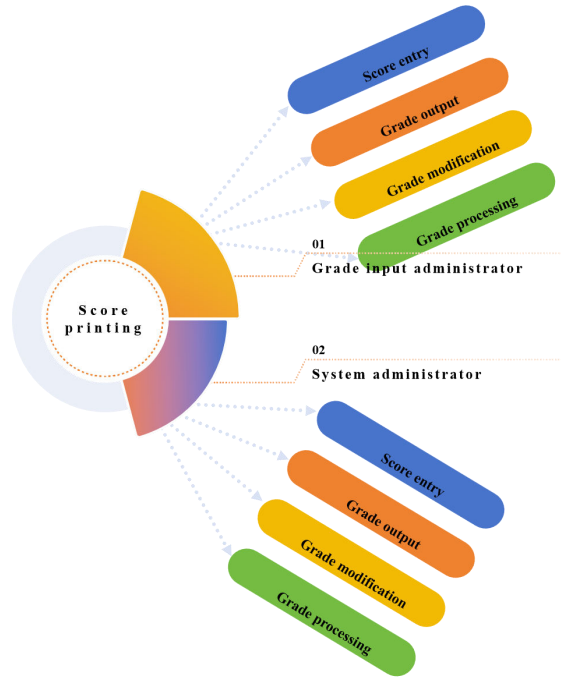 Score entry
Grade output
Grade modification
Grade processing
01
Grade input administrator
Score
printing
02
System administrator
Score entry
Grade output
Grade modification
Grade processing